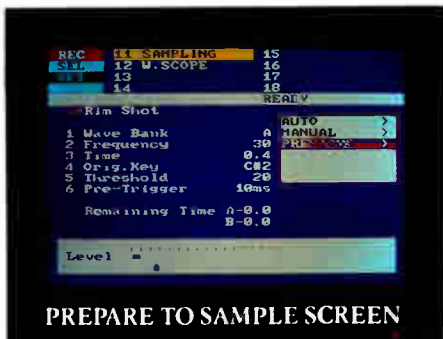 REC 11 SAMPLING 15
SEL 12 W.SCOPE 16
13 17
14 18
READY
Rim Shot
AUTO >
1 Wave Bank A MANUAL >
2 Frequency 30 >
3 Time 0.4
4 Orig.Key C#2
5 Threshold 20
6 Pre-Trigger 10ms
Remaining Time A-0.0
B-0.0
Level
PREPARE TO SAMPLE SCREEN